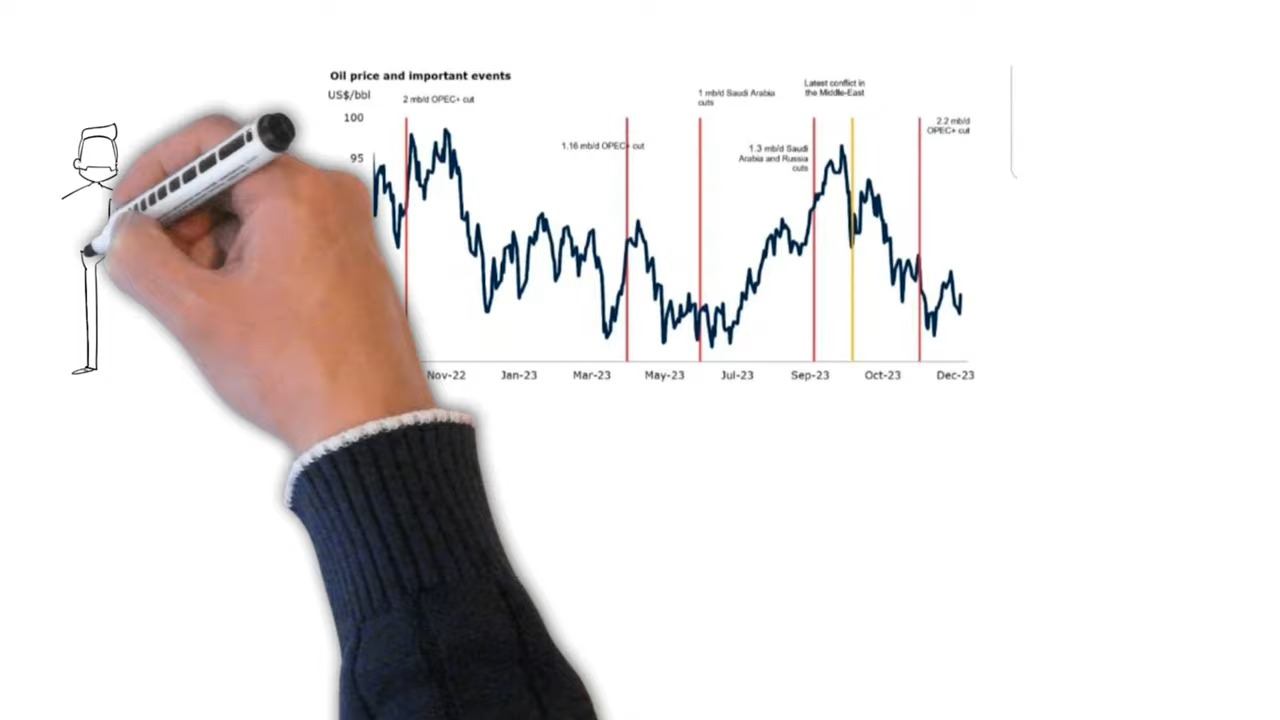 Oil price and important events
US$/bbl
2 mb/d OPEC+ cut
1 mb/d Saudi Arabia
cuts
Latest conflict in
the Middle-East
2.2 mb/d
OPEC+ cut
100
1.16 mb/d OPEC+ cut
1.3 mb/d Saudi
Arabia and Russia
cuts
95
Nov-22
Jan-23
Mar-23
May-23
Jul-23
Sep-23
Oct-23
Dec-23